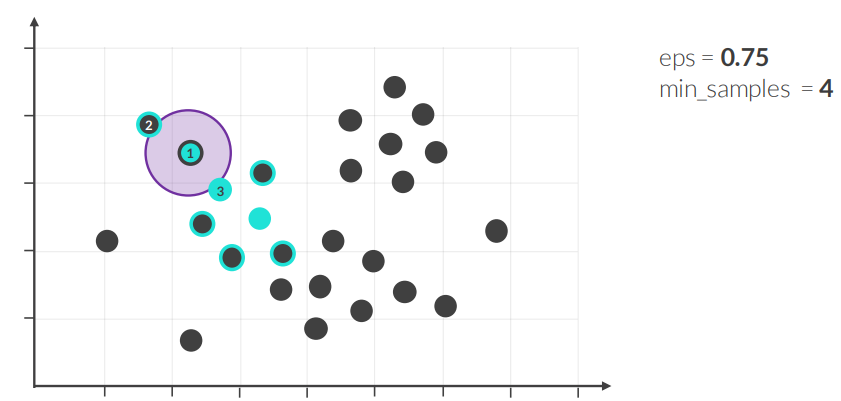 eps = 0.75
min_samples = 4
2
1
3